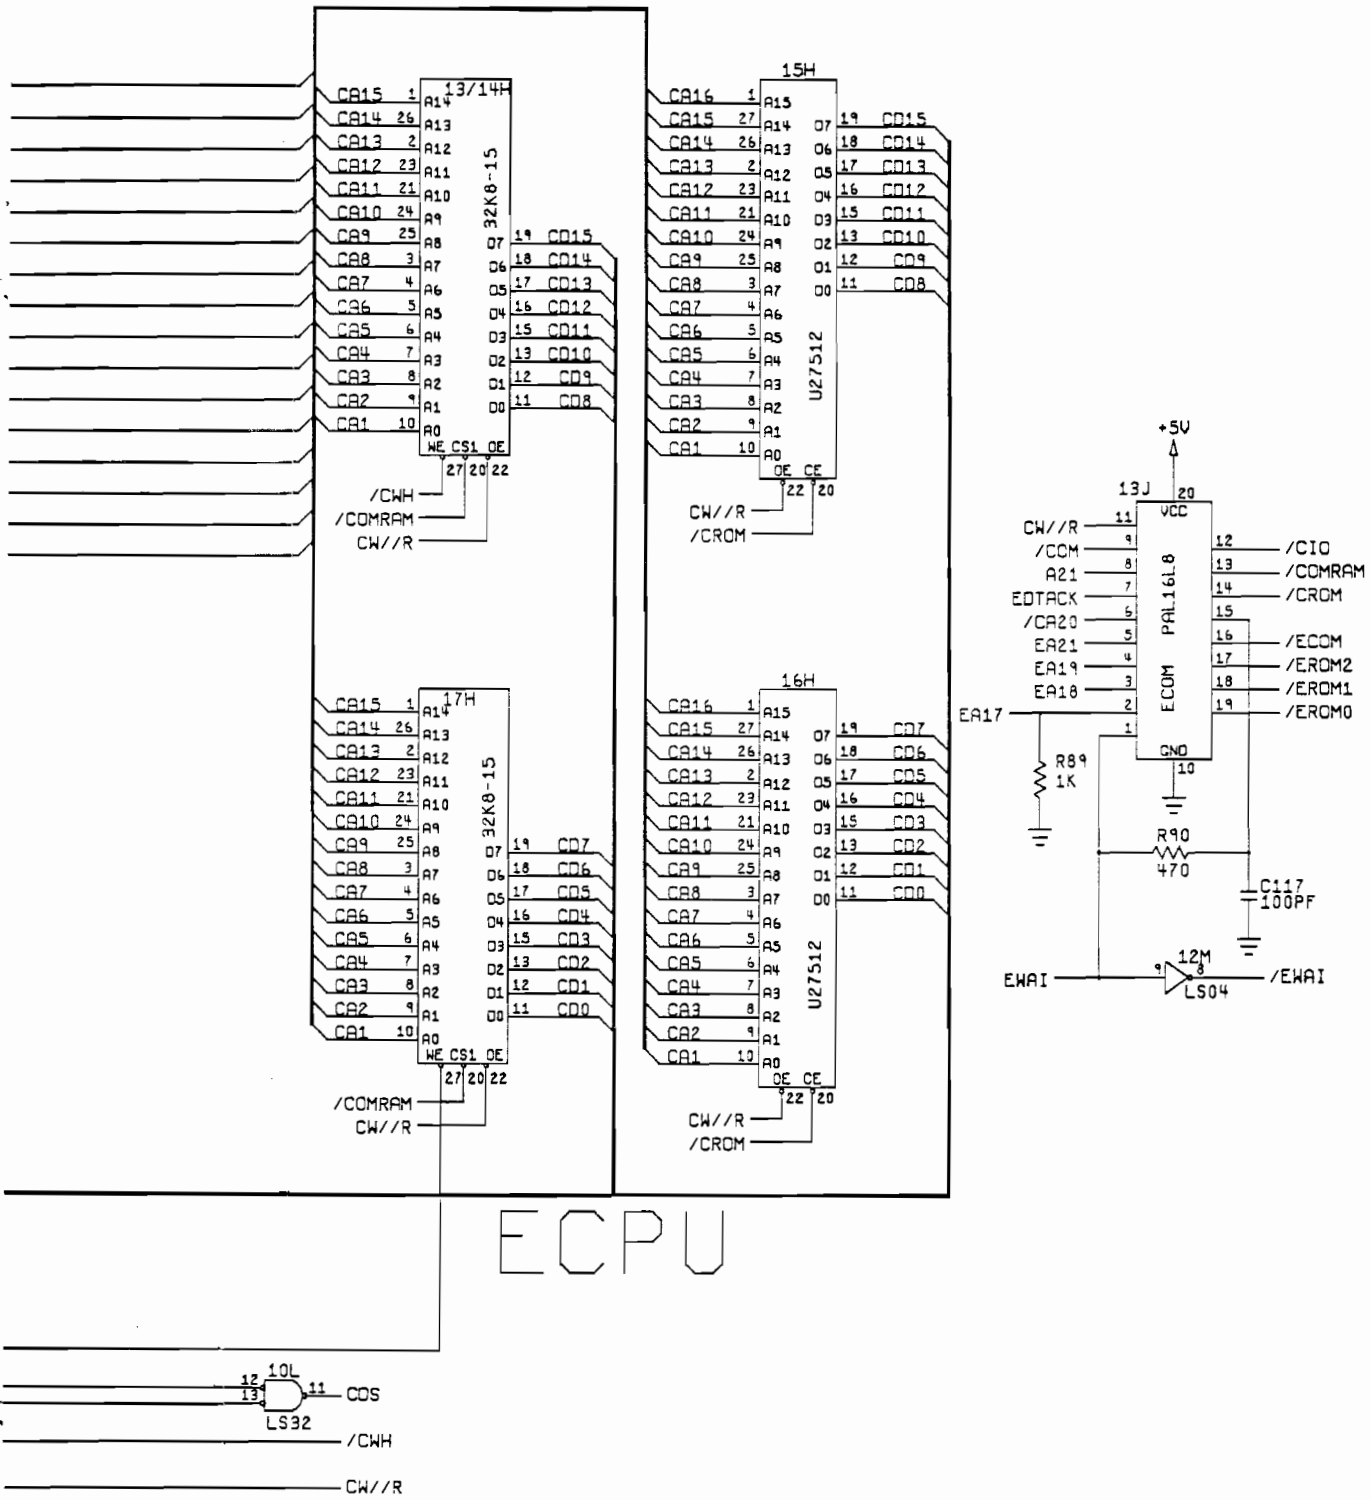 13/14H
CA15 1 A14
CA14 26 A13
CA13 2 A12
CA12 23 A11
CA11 21 A10
CA10 24 A9
CA9 25 A8 D7 19 CD15
CA8 3 A7 D6 18 CD14
CA7 4 A6 D5 17 CD13
CA6 5 A5 D4 16 CD12
CA5 6 A4 D3 15 CD11
CA4 7 A3 D2 13 CD10
CA3 8 A2 D1 12 CD9
CA2 9 A1 D0 11 CD8
CA1 10 A0
32K8-15
WE CS1 OE
27 20 22
/CWH
/COMRAM
CW//R
15H
CA16 1 A15
CA15 27 A14 D7 19 CD15
CA14 26 A13 D6 18 CD14
CA13 2 A12 D5 17 CD13
CA12 23 A11 D4 16 CD12
CA11 21 A10 D3 15 CD11
CA10 24 A9 D2 13 CD10
CA9 25 A8 D1 12 CD9
CA8 3 A7 D0 11 CD8
CA7 4 A6
CA6 5 A5
CA5 6 A4
CA4 7 A3
CA3 8 A2
CA2 9 A1
CA1 10 A0
U27512
OE CE
22 20
CW//R
/CROM
+5V
13J 20
VCC
CW//R 11
/COM 9 12 /CIO
A21 8 13 /COMRAM
EDTACK 7 14 /CROM
/CA20 6 15
EA21 5 16 /ECOM
EA19 4 17 /EROM2
EA18 3 18 /EROM1
EA17 2 19 /EROM0
1
PAL16L8
ECOM
GND
10
R89
1K
R90
470
C117
100PF
12M
EWAI 9 8 /EWAI
LS04
17H
CA15 1 A14
CA14 26 A13
CA13 2 A12
CA12 23 A11
CA11 21 A10
CA10 24 A9
CA9 25 A8 D7 19 CD7
CA8 3 A7 D6 18 CD6
CA7 4 A6 D5 17 CD5
CA6 5 A5 D4 16 CD4
CA5 6 A4 D3 15 CD3
CA4 7 A3 D2 13 CD2
CA3 8 A2 D1 12 CD1
CA2 9 A1 D0 11 CD0
CA1 10 A0
32K8-15
WE CS1 OE
27 20 22
/COMRAM
CW//R
16H
CA16 1 A15
CA15 27 A14 D7 19 CD7
CA14 26 A13 D6 18 CD6
CA13 2 A12 D5 17 CD5
CA12 23 A11 D4 16 CD4
CA11 21 A10 D3 15 CD3
CA10 24 A9 D2 13 CD2
CA9 25 A8 D1 12 CD1
CA8 3 A7 D0 11 CD0
CA7 4 A6
CA6 5 A5
CA5 6 A4
CA4 7 A3
CA3 8 A2
CA2 9 A1
CA1 10 A0
U27512
OE CE
22 20
CW//R
/CROM
ECPU
10L
12
13 11 CDS
LS32
/CWH
CW//R